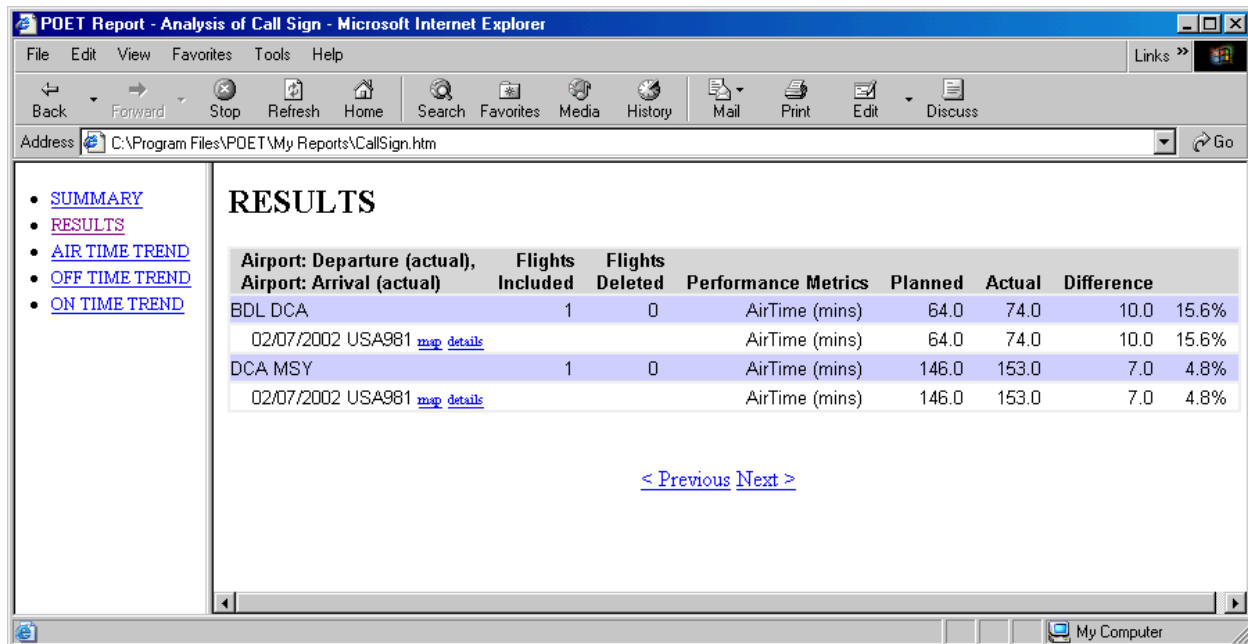 POET Report - Analysis of Call Sign - Microsoft Internet Explorer
File Edit View Favorites Tools Help Links »
Back Forward Stop Refresh Home Search Favorites Media History Mail Print Edit Discuss
Address C:\Program Files\POET\My Reports\CallSign.htm Go
SUMMARY
RESULTS
AIR TIME TREND
OFF TIME TREND
ON TIME TREND
RESULTS
Airport: Departure (actual), Flights Flights
Airport: Arrival (actual) Included Deleted Performance Metrics Planned Actual Difference
BDL DCA 1 0 AirTime (mins) 64.0 74.0 10.0 15.6%
02/07/2002 USA981 map details AirTime (mins) 64.0 74.0 10.0 15.6%
DCA MSY 1 0 AirTime (mins) 146.0 153.0 7.0 4.8%
02/07/2002 USA981 map details AirTime (mins) 146.0 153.0 7.0 4.8%
< Previous Next >
My Computer